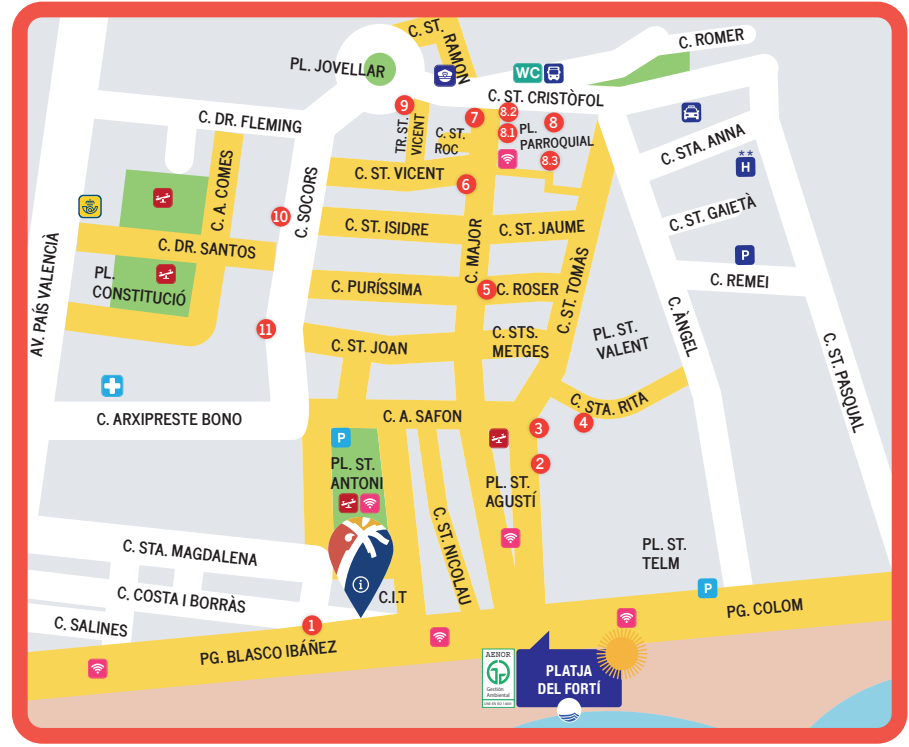 C. ST.
RAMON
C. ROMER
PL. JOVELLAR
WC
C. ST. CRISTÒFOL
9
7
8.2
8
C. DR. FLEMING
TR. ST.
VICENT
C. ST.
ROC
8.1
PL.
PARROQUIAL
8.3
C. STA. ANNA
**
H
C. ST. VICENT
6
C. A. COMES
C. SOCORS
10
C. ST. ISIDRE
C. MAJOR
C. ST. JAUME
C. ST. GAIETÀ
C. DR. SANTOS
AV. PAÍS VALENCIÀ
PL.
CONSTITUCIÓ
P
C. REMEI
C. PURÍSSIMA
5
C. ROSER
C. ST. TOMÀS
11
C. ST. JOAN
C. STS.
METGES
PL. ST.
VALENT
C. ÀNGEL
C. ST. PASQUAL
C. ARXIPRESTE BONO
C. A. SAFON
C. STA. RITA
3
4
P
PL. ST.
ANTONI
2
PL. ST.
AGUSTÍ
C. ST. NICOLAU
C. STA. MAGDALENA
PL. ST.
TELM
i
C.I.T
C. COSTA I BORRÀS
P
C. SALINES
1
PG. COLOM
PG. BLASCO IBÁÑEZ
AENOR
Gestión
Ambiental
PLATJA
DEL FORTÍ